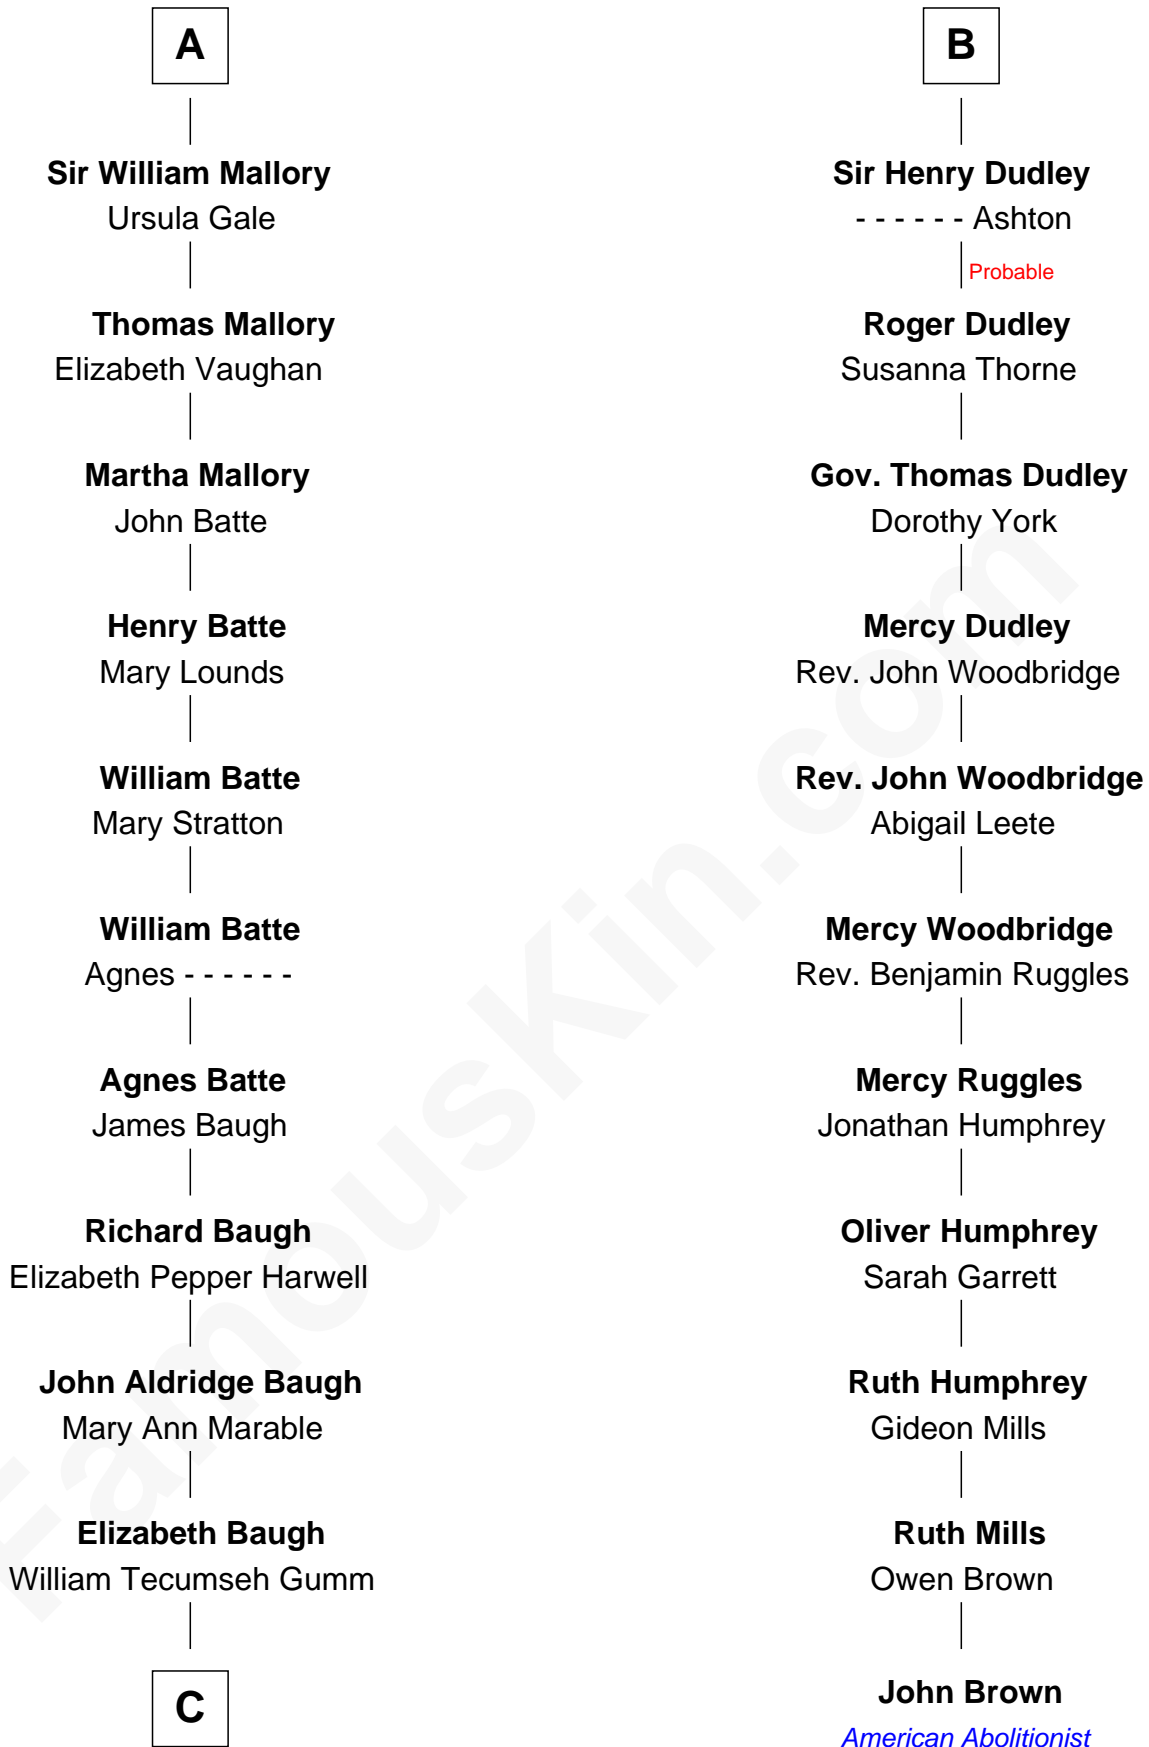 A
Sir William Mallory
Ursula Gale
Thomas Mallory
Elizabeth Vaughan
Martha Mallory
John Batte
Henry Batte
Mary Lounds
William Batte
Mary Stratton
William Batte
Agnes - - - - - -
Agnes Batte
James Baugh
Richard Baugh
Elizabeth Pepper Harwell
John Aldridge Baugh
Mary Ann Marable
Elizabeth Baugh
William Tecumseh Gumm
C
B
Sir Henry Dudley
- - - - - - Ashton
Probable
Roger Dudley
Susanna Thorne
Gov. Thomas Dudley
Dorothy York
Mercy Dudley
Rev. John Woodbridge
Rev. John Woodbridge
Abigail Leete
Mercy Woodbridge
Rev. Benjamin Ruggles
Mercy Ruggles
Jonathan Humphrey
Oliver Humphrey
Sarah Garrett
Ruth Humphrey
Gideon Mills
Ruth Mills
Owen Brown
John Brown
American Abolitionist
FamousKin.com